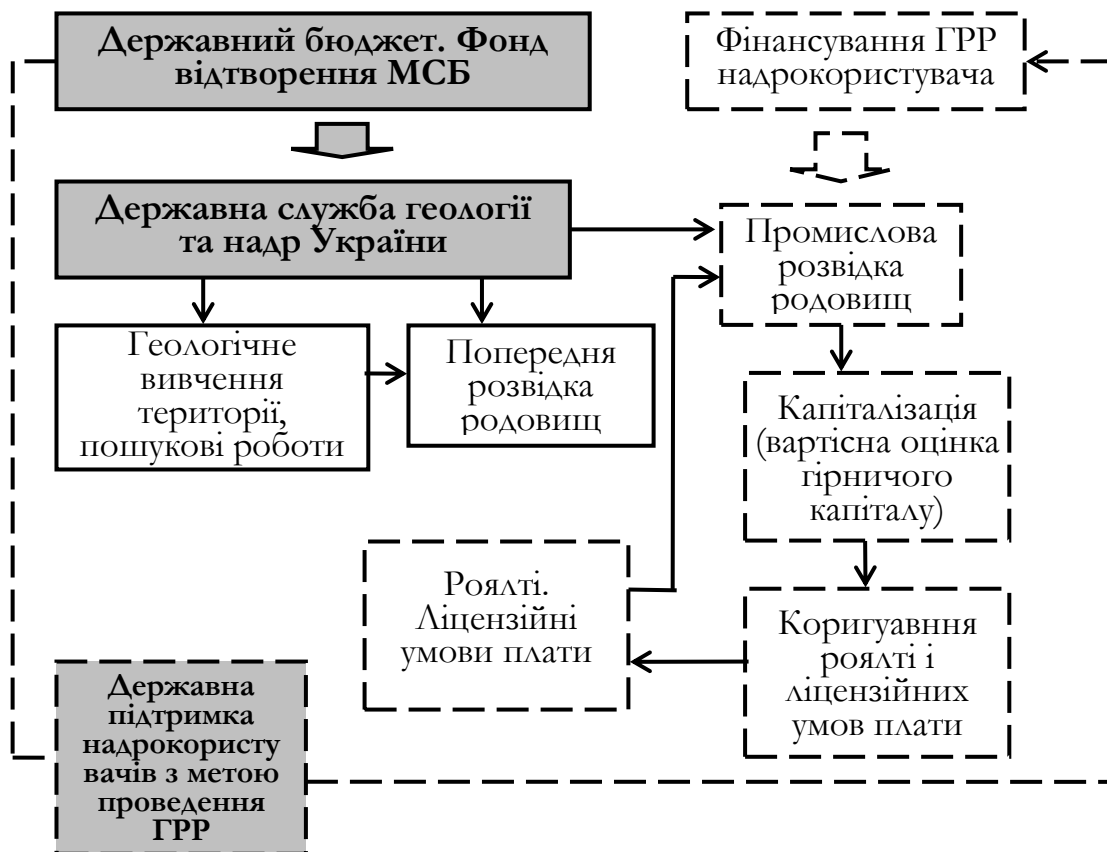 Державний бюджет. Фонд
відтворення МСБ
Фінансування ГРР
надрокористувача
Державна служба геології
та надр України
Промислова
розвідка
родовищ
Геологічне
вивчення
території,
пошукові роботи
Попередня
розвідка
родовищ
Капіталізація
(вартісна оцінка
гірничого
капіталу)
Роялті.
Ліцензійні
умови плати
Коригуавння
роялті і
ліцензійних
умов плати
Державна
підтримка
надрокористу
вачів з метою
проведення
ГРР